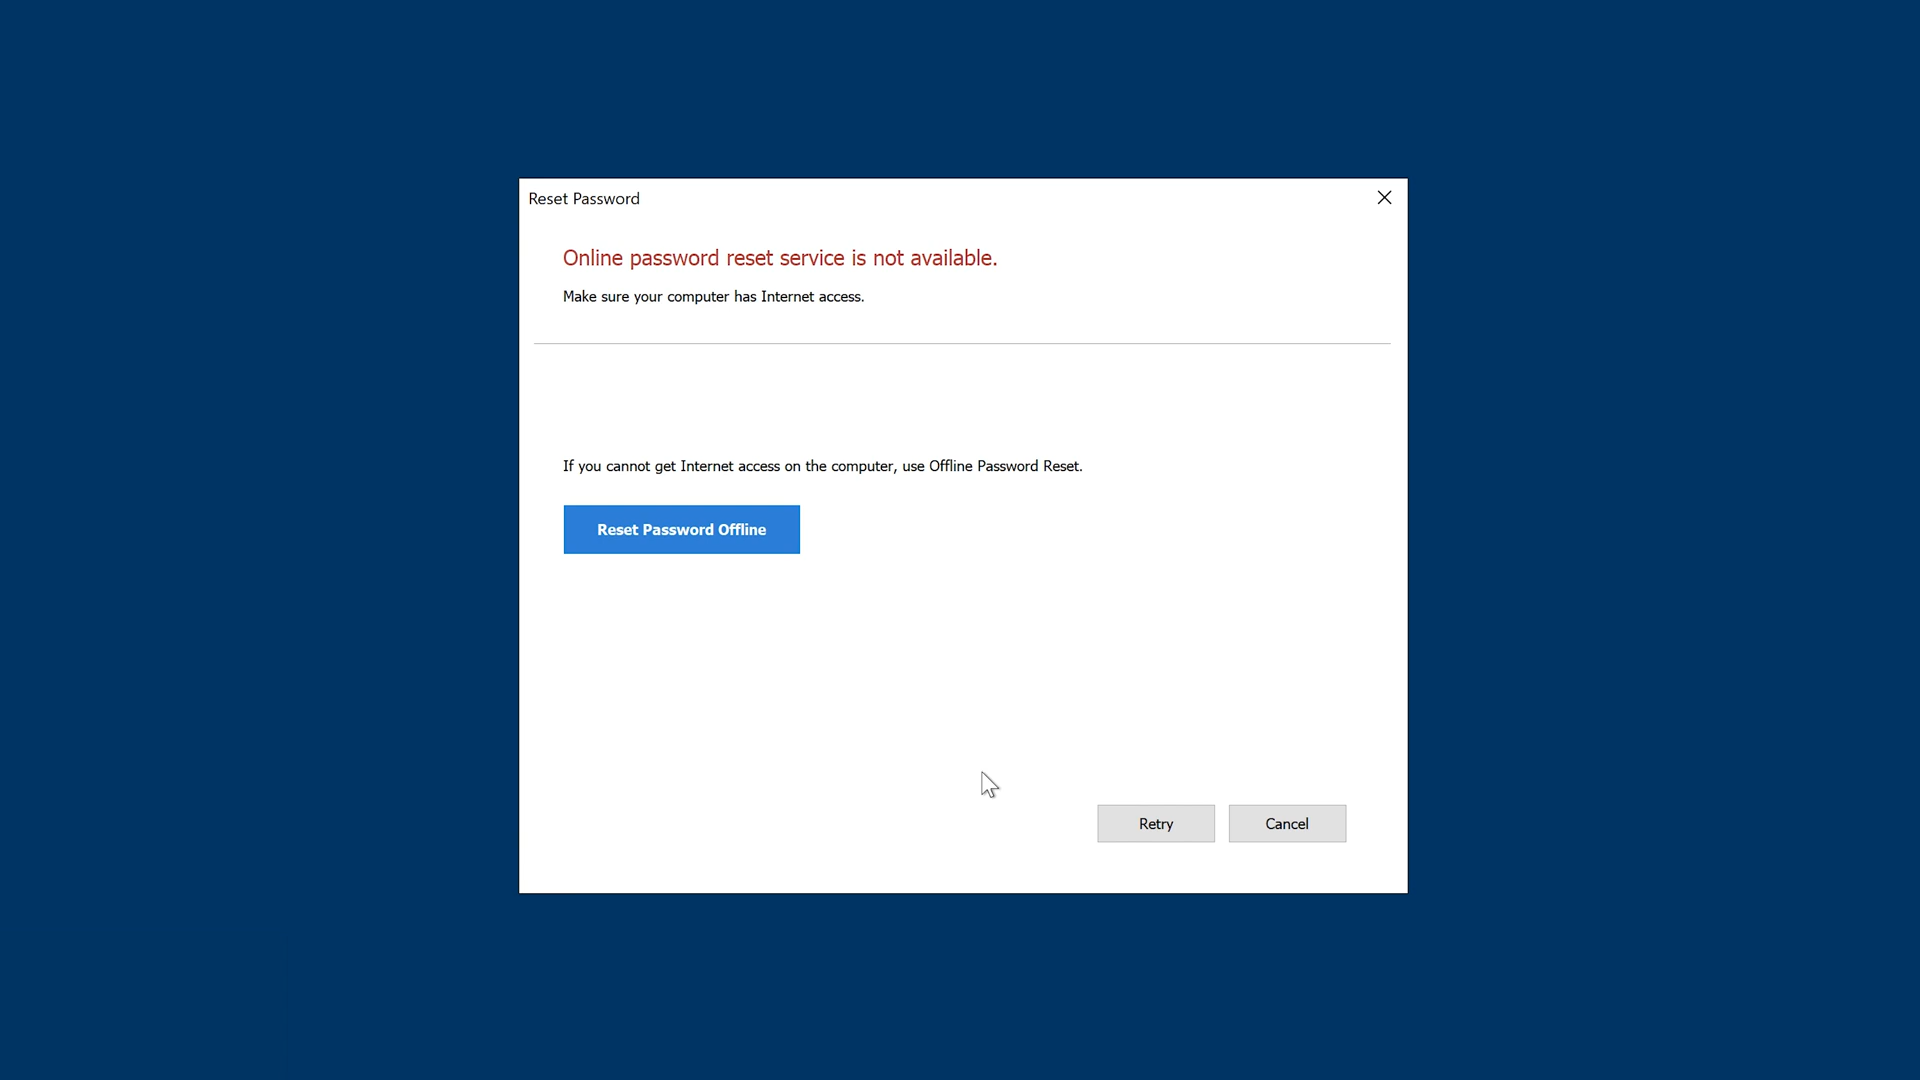 Reset Password
Online password reset service is not available.
Make sure your computer has Internet access.
If you cannot get Internet access on the computer, use Offline Password Reset.
Reset Password Offline
Retry
Cancel